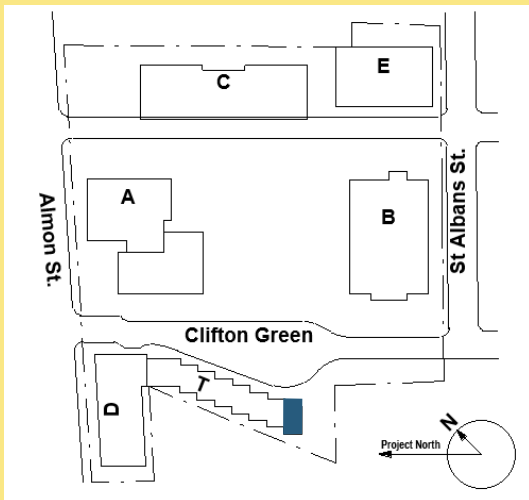 C
E
A
B
Almon St.
St Albans St.
Clifton Green
D
T
N
Project North